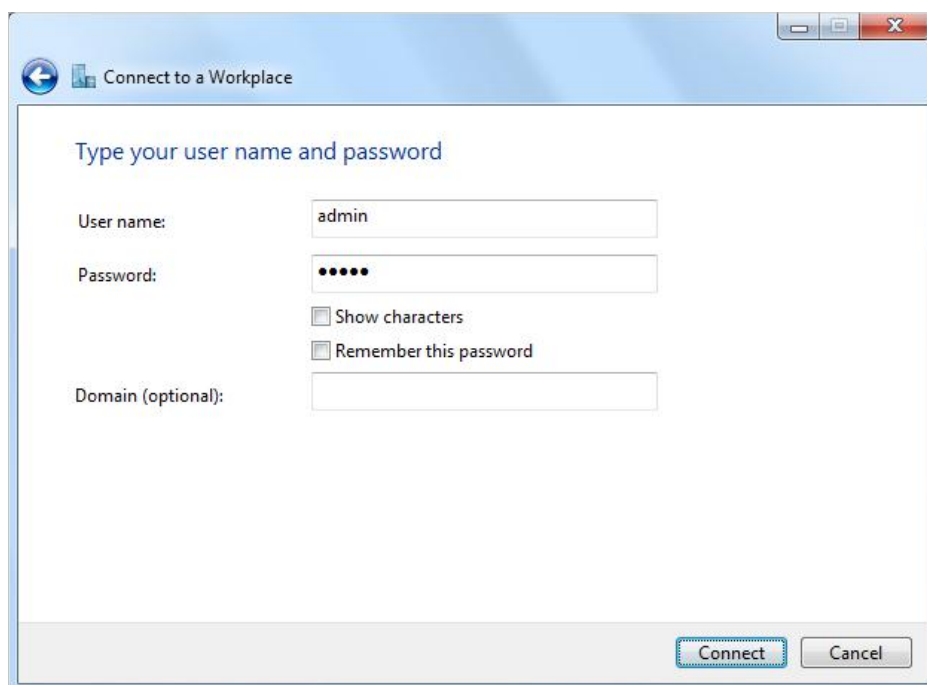 Connect to a Workplace
Type your user name and password
User name: admin
Password: •••••
Show characters
Remember this password
Domain (optional):
Connect Cancel